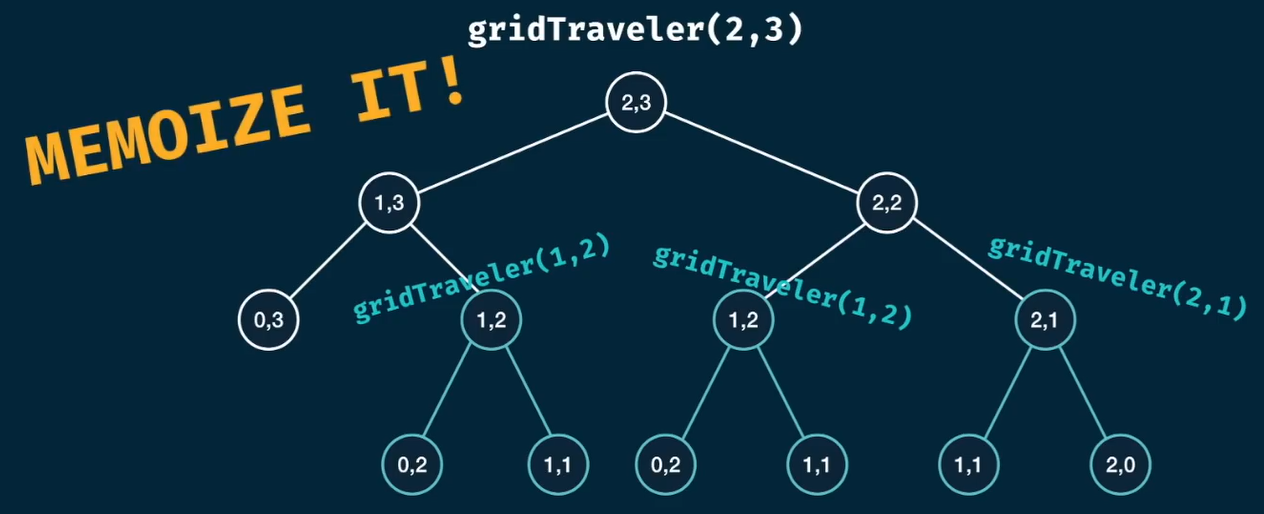 gridTraveler(2,3)
MEMOIZE IT!
2,3
1,3
2,2
gridTraveler(1,2)
gridTraveler(1,2)
gridTraveler(2,1)
0,3
1,2
1,2
2,1
0,2
1,1
0,2
1,1
1,1
2,0